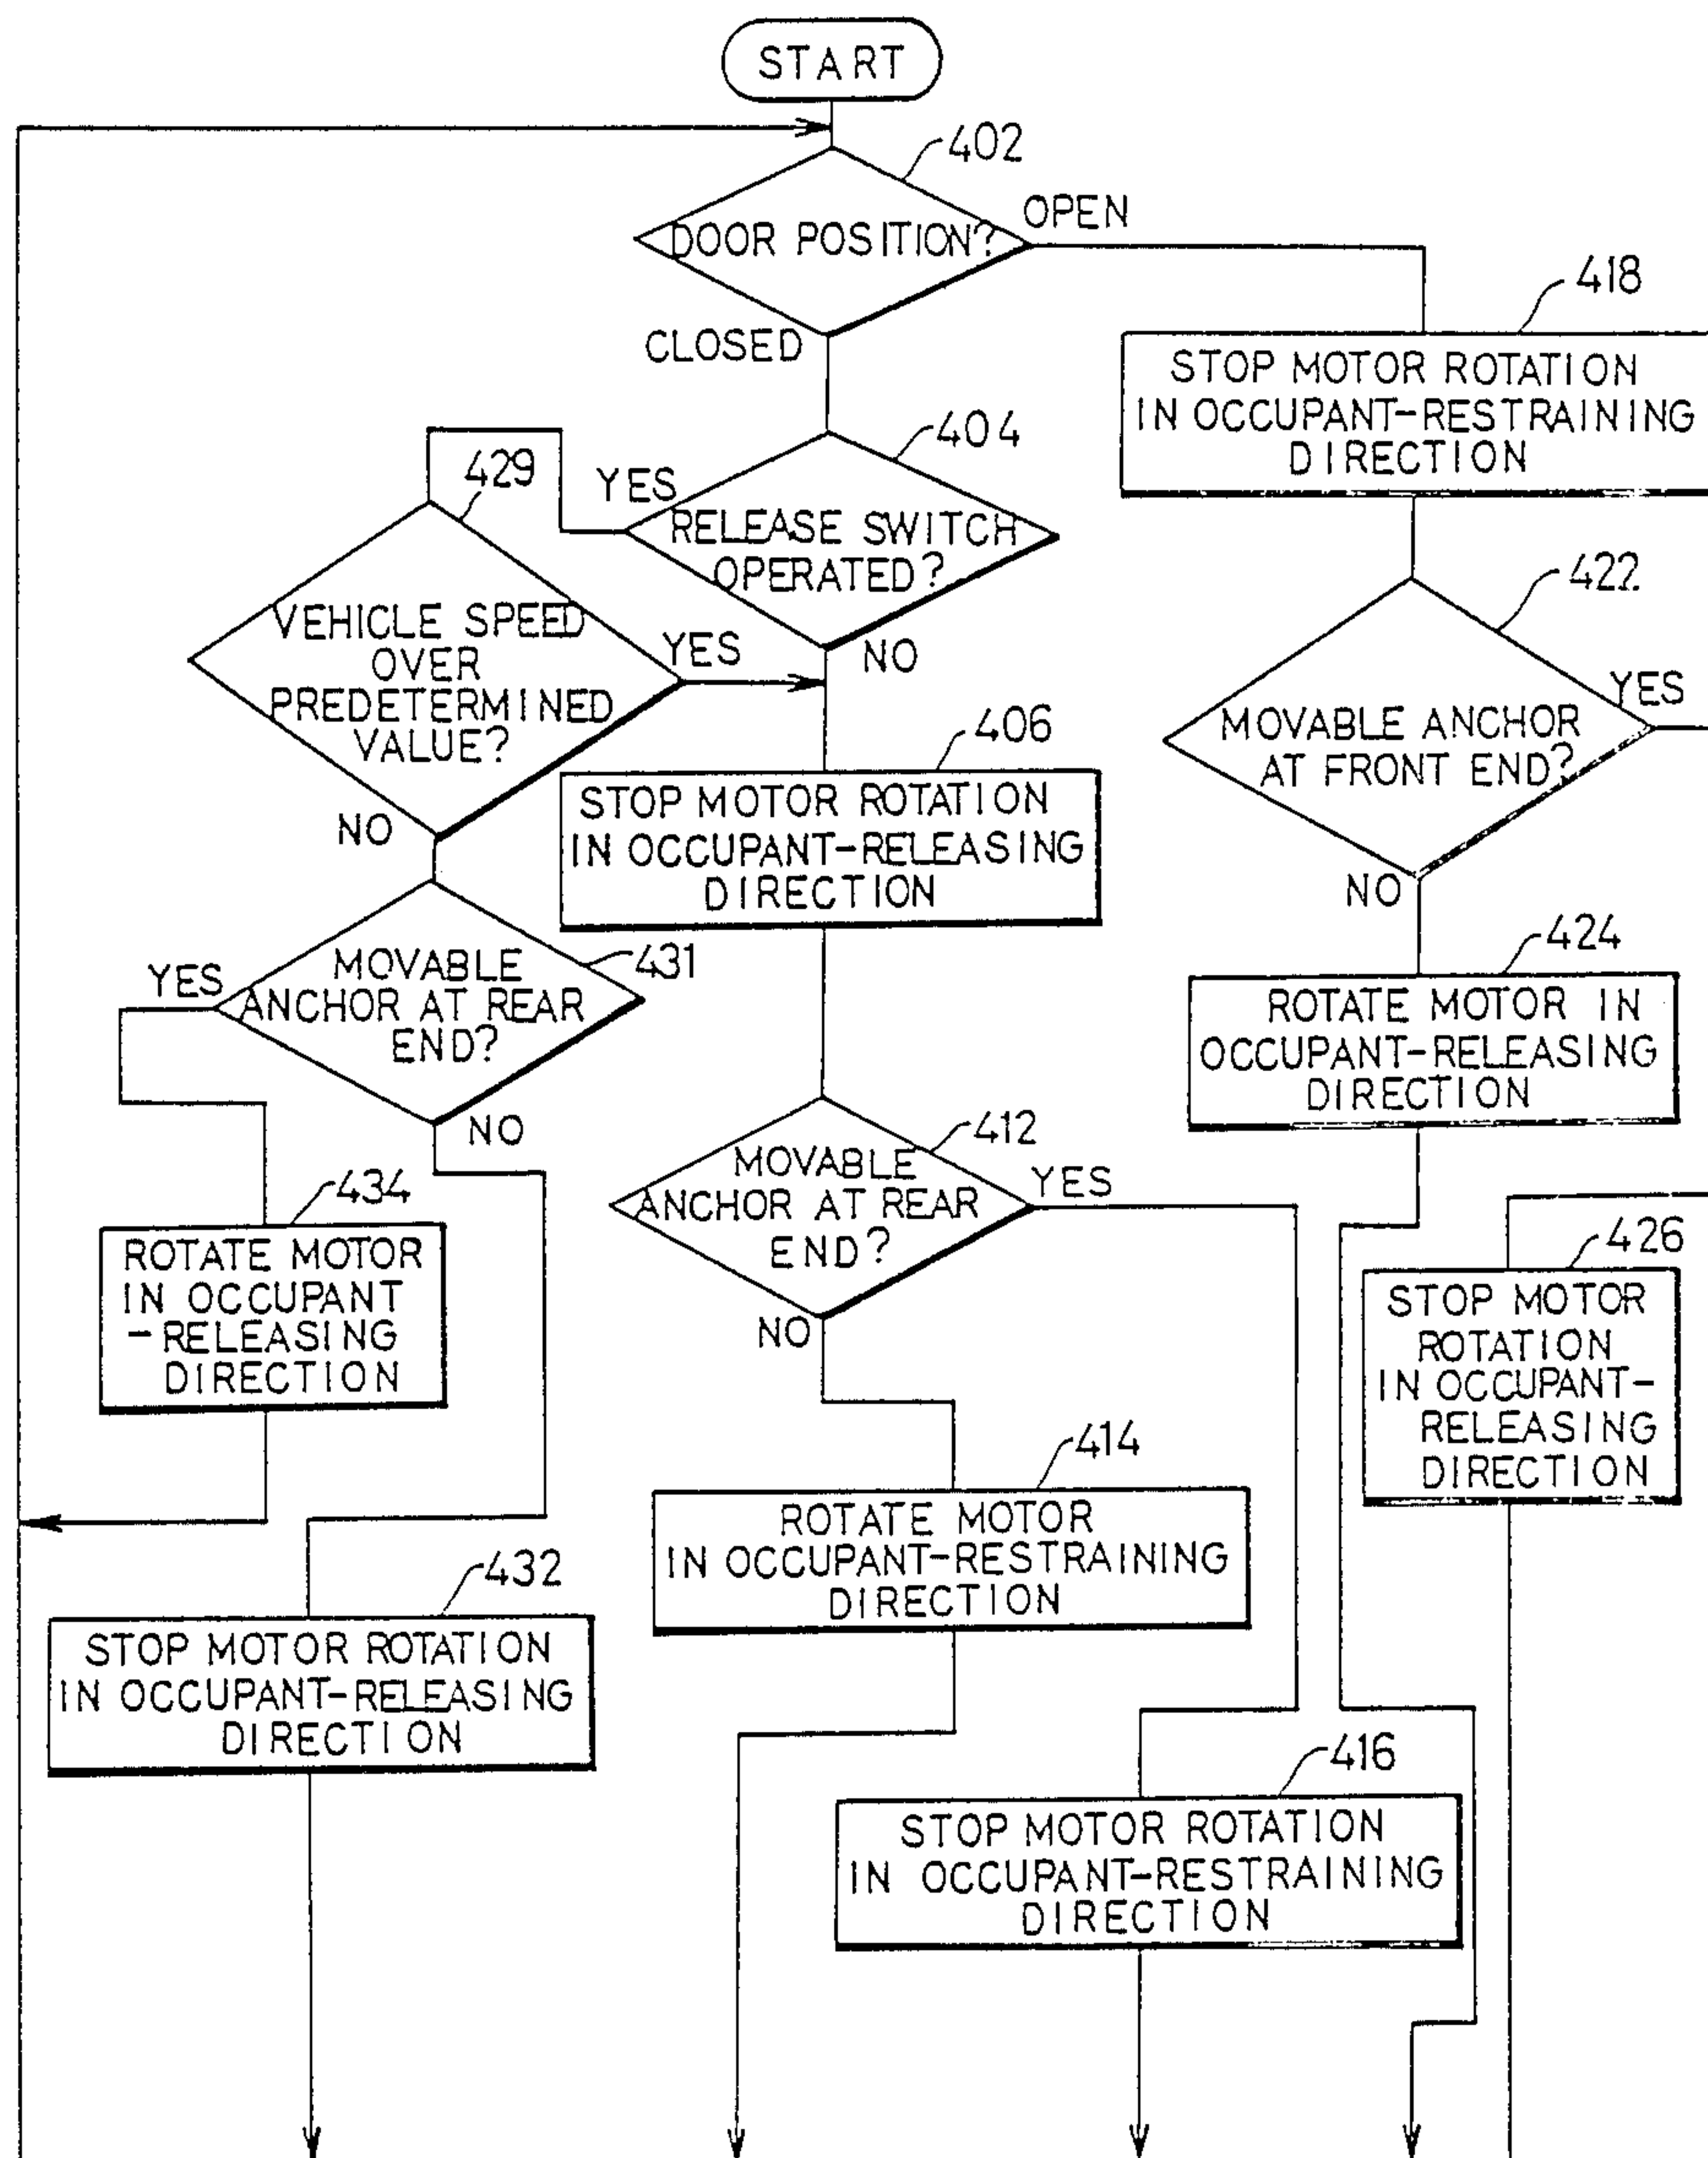 START
402
DOOR POSITION?
OPEN
CLOSED
418
STOP MOTOR ROTATION
IN OCCUPANT-RESTRAINING
DIRECTION
404
YES
RELEASE SWITCH
OPERATED?
NO
429
VEHICLE SPEED
OVER
PREDETERMINED
VALUE?
YES
NO
422
MOVABLE ANCHOR
AT FRONT END?
YES
NO
406
STOP MOTOR ROTATION
IN OCCUPANT-RELEASING
DIRECTION
431
YES
MOVABLE
ANCHOR AT REAR
END?
NO
424
ROTATE MOTOR IN
OCCUPANT-RELEASING
DIRECTION
412
MOVABLE
ANCHOR AT REAR
END?
YES
NO
434
ROTATE MOTOR
IN OCCUPANT
-RELEASING
DIRECTION
426
STOP MOTOR
ROTATION
IN OCCUPANT-
RELEASING
DIRECTION
414
ROTATE MOTOR
IN OCCUPANT-RESTRAINING
DIRECTION
432
STOP MOTOR ROTATION
IN OCCUPANT-RELEASING
DIRECTION
416
STOP MOTOR ROTATION
IN OCCUPANT-RESTRAINING
DIRECTION